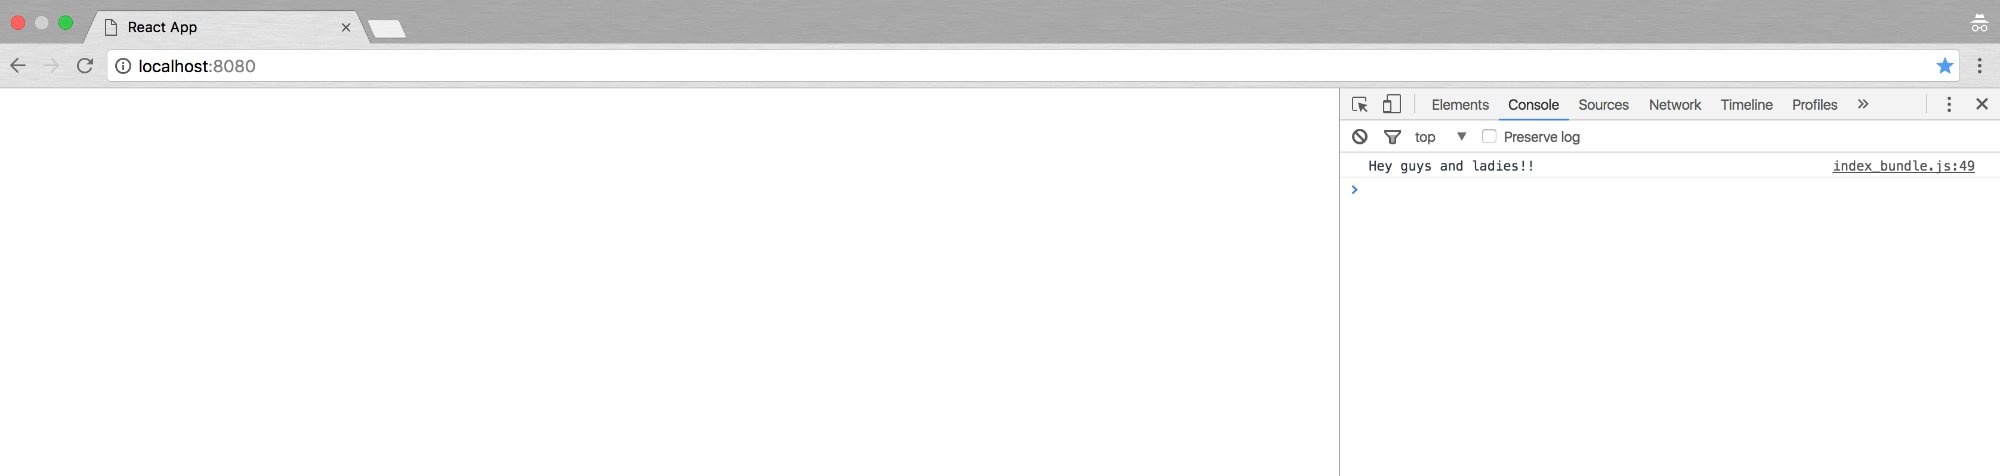 React App
localhost:8080
Elements Console Sources Network Timeline Profiles
top Preserve log
Hey guys and ladies!! index_bundle.js:49